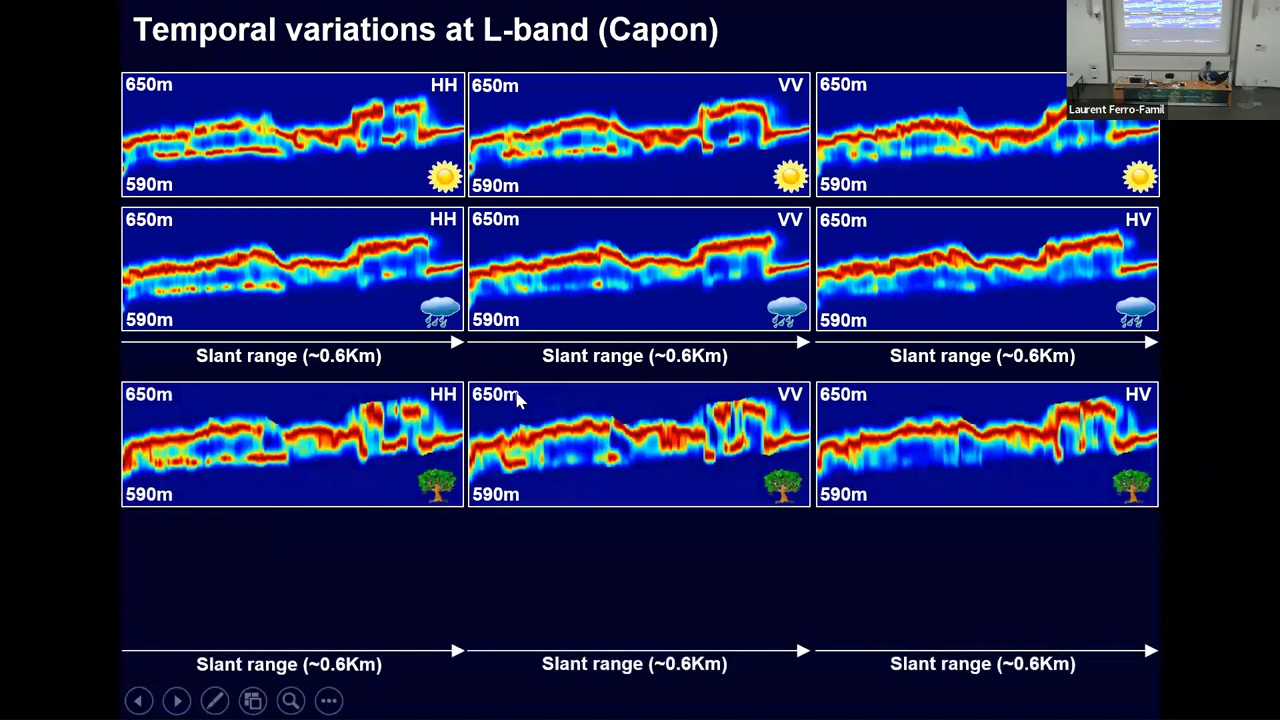 Temporal variations at L-band (Capon)
Laurent Ferro-Famil
650m HH
590m
650m VV
590m
650m
590m
650m HH
590m
650m VV
590m
650m HV
590m
Slant range (~0.6Km)
Slant range (~0.6Km)
Slant range (~0.6Km)
650m HH
590m
650m VV
590m
650m HV
590m
Slant range (~0.6Km)
Slant range (~0.6Km)
Slant range (~0.6Km)